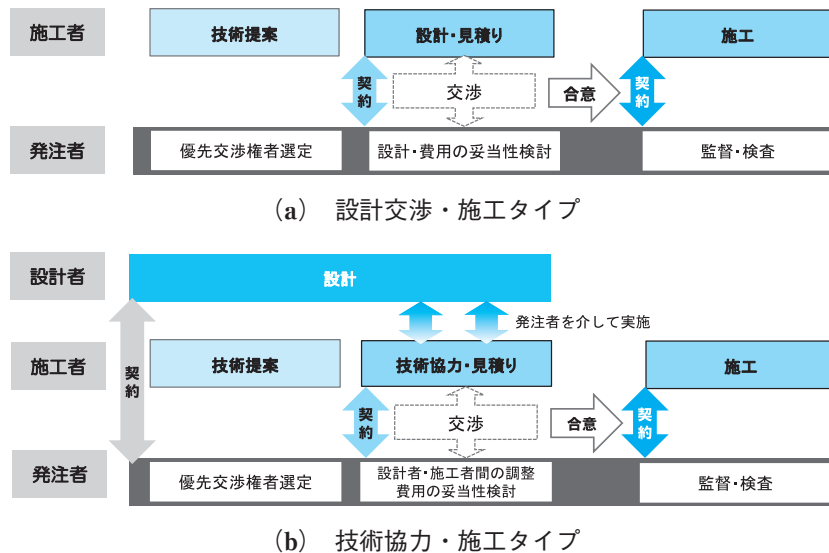 施工者
技術提案
設計・見積り
施工
契約
交渉
合意
契約
発注者
優先交渉権者選定
設計・費用の妥当性検討
監督・検査
(a) 設計交渉・施工タイプ
設計者
設計
発注者を介して実施
施工者
技術提案
技術協力・見積り
施工
契約
契約
交渉
合意
契約
発注者
優先交渉権者選定
設計者・施工者間の調整
費用の妥当性検討
監督・検査
(b) 技術協力・施工タイプ